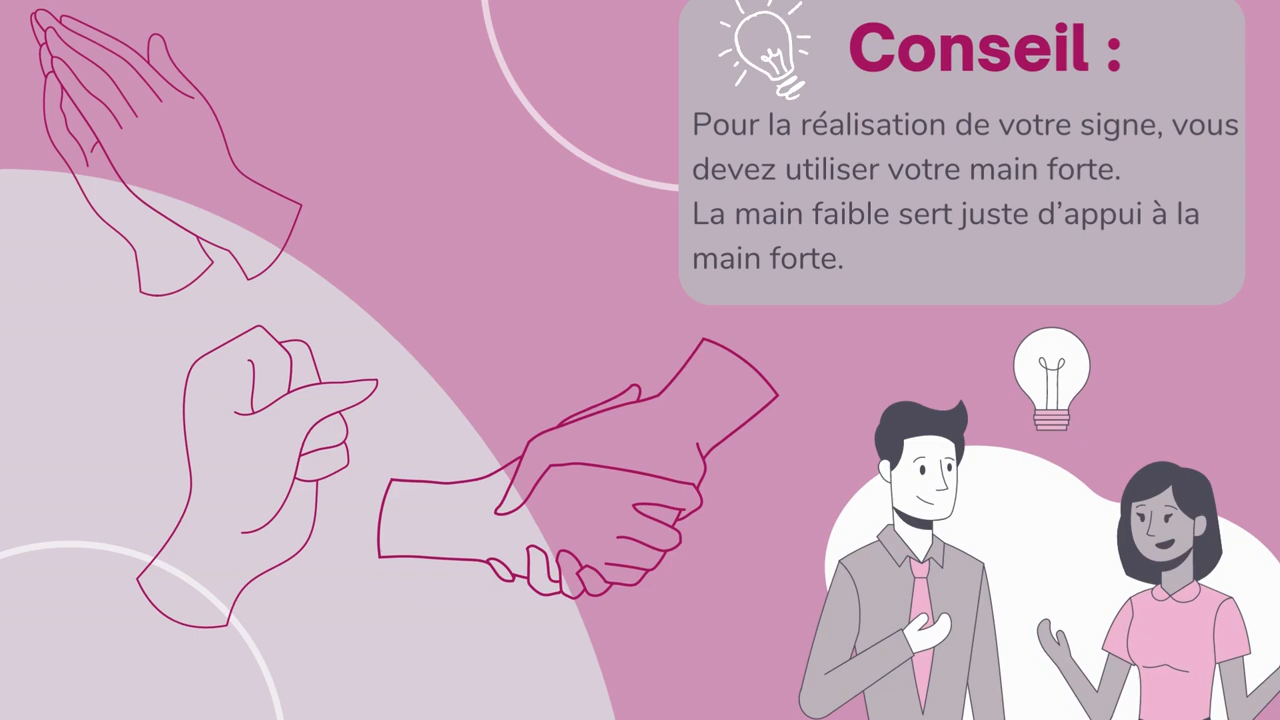 Conseil :
Pour la réalisation de votre signe, vous
devez utiliser votre main forte.
La main faible sert juste d’appui à la
main forte.